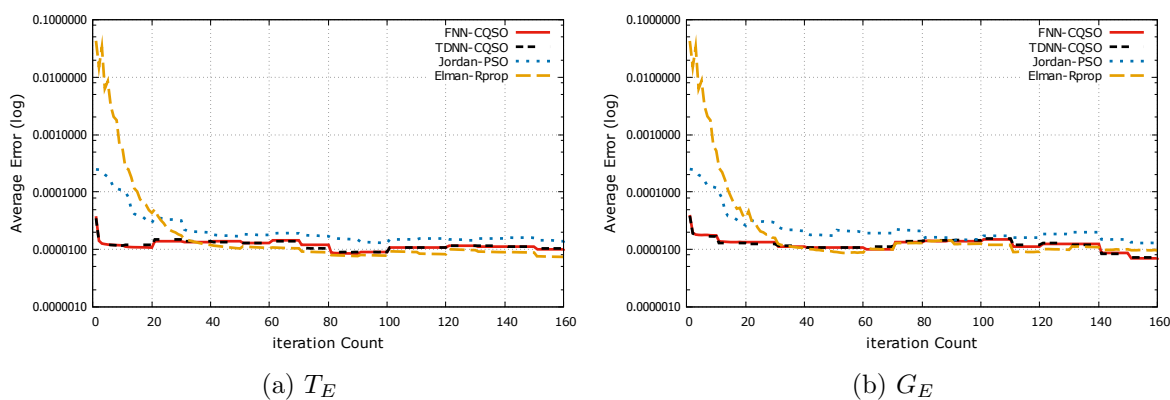 0.1000000
0.0100000
0.0010000
0.0001000
0.0000100
0.0000010
Average Error (log)
FNN-CQSO
TDNN-CQSO
Jordan-PSO
Elman-Rprop
0 20 40 60 80 100 120 140 160
iteration Count
(a) T_E
0.1000000
0.0100000
0.0010000
0.0001000
0.0000100
0.0000010
Average Error (log)
FNN-CQSO
TDNN-CQSO
Jordan-PSO
Elman-Rprop
0 20 40 60 80 100 120 140 160
iteration Count
(b) G_E